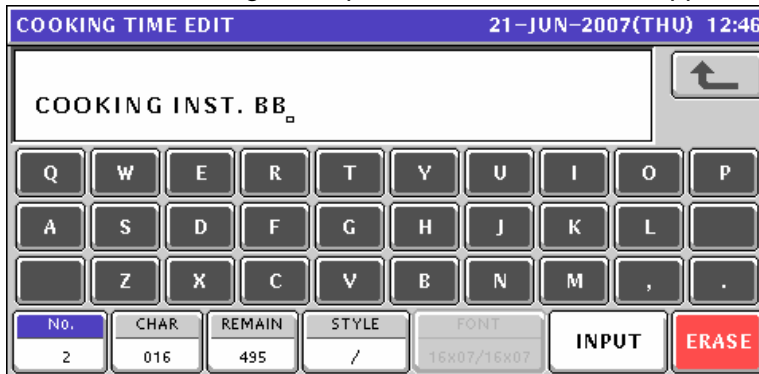 COOKING TIME EDIT 21-JUN-2007(THU) 12:46
COOKING INST. BB
Q W E R T Y U I O P
A S D F G H J K L
Z X C V B N M , .
No. CHAR REMAIN STYLE FONT INPUT ERASE
2 016 495 / 16x07/16x07